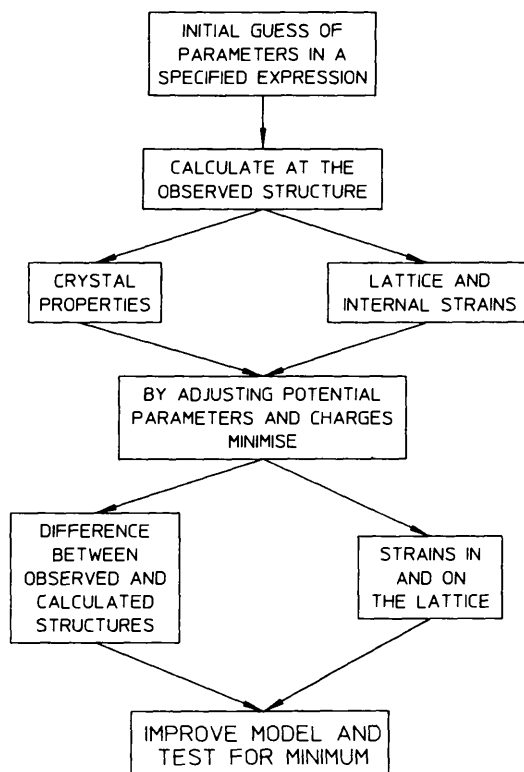 INITIAL GUESS OF
PARAMETERS IN A
SPECIFIED EXPRESSION
CALCULATE AT THE
OBSERVED STRUCTURE
CRYSTAL
PROPERTIES
LATTICE AND
INTERNAL STRAINS
BY ADJUSTING POTENTIAL
PARAMETERS AND CHARGES
MINIMISE
DIFFERENCE
BETWEEN
OBSERVED AND
CALCULATED
STRUCTURES
STRAINS IN
AND ON
THE LATTICE
IMPROVE MODEL AND
TEST FOR MINIMUM